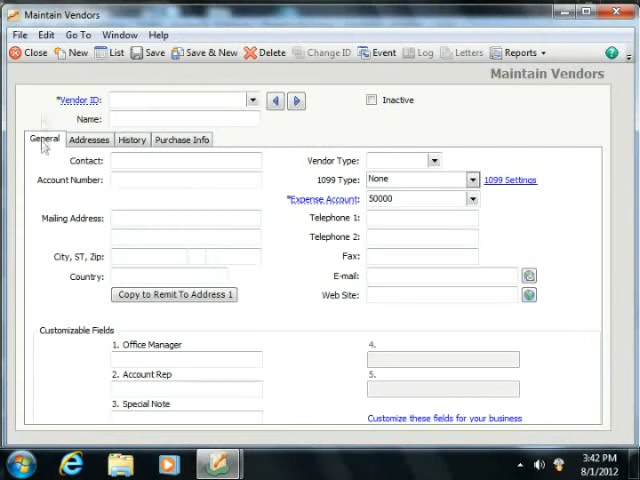 Maintain Vendors
File Edit Go To Window Help
Close New List Save Save & New Delete Change ID Event Log Letters Reports
Maintain Vendors
*Vendor ID: Inactive
Name:
General Addresses History Purchase Info
Contact: Vendor Type:
Account Number: 1099 Type: None 1099 Settings
*Expense Account: 50000
Mailing Address: Telephone 1:
Telephone 2:
City, ST, Zip: Fax:
Country: E-mail:
Copy to Remit To Address 1 Web Site:
Customizable Fields
1. Office Manager 4.
2. Account Rep 5.
3. Special Note
Customize these fields for your business
3:42 PM
8/1/2012